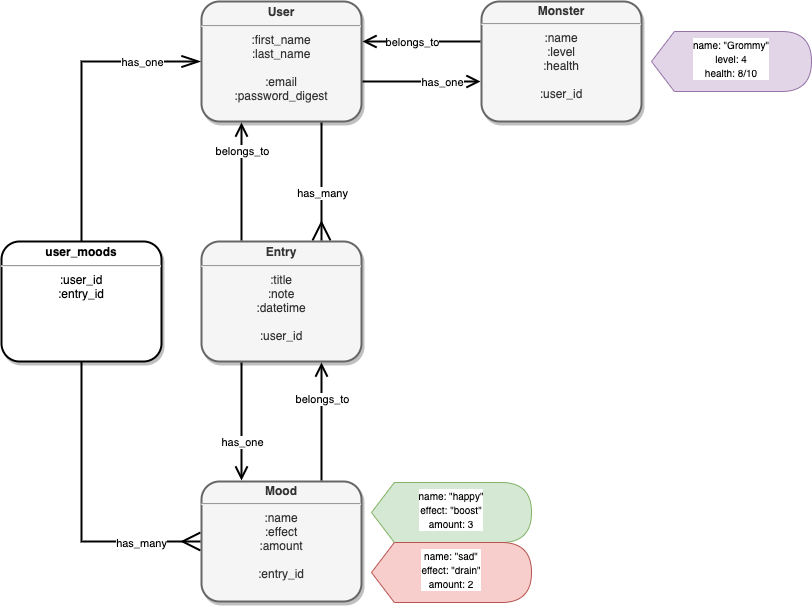 User
:first_name
:last_name
:email
:password_digest
Monster
:name
:level
:health
:user_id
name: "Grommy"
level: 4
health: 8/10
belongs_to
has_one
has_one
belongs_to
has_many
user_moods
:user_id
:entry_id
Entry
:title
:note
:datetime
:user_id
belongs_to
has_one
has_many
Mood
:name
:effect
:amount
:entry_id
name: "happy"
effect: "boost"
amount: 3
name: "sad"
effect: "drain"
amount: 2